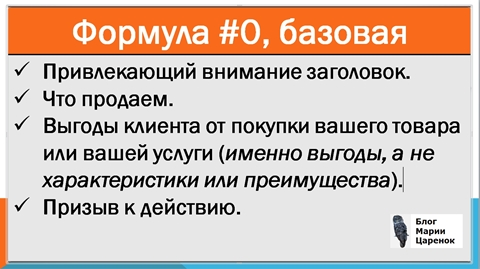 Формула #0, базовая
✓ Привлекающий внимание заголовок.
✓ Что продаем.
✓ Выгоды клиента от покупки вашего товара
или вашей услуги (именно выгоды, а не
характеристики или преимущества).
✓ Призыв к действию.
Блог
Марии
Царенок